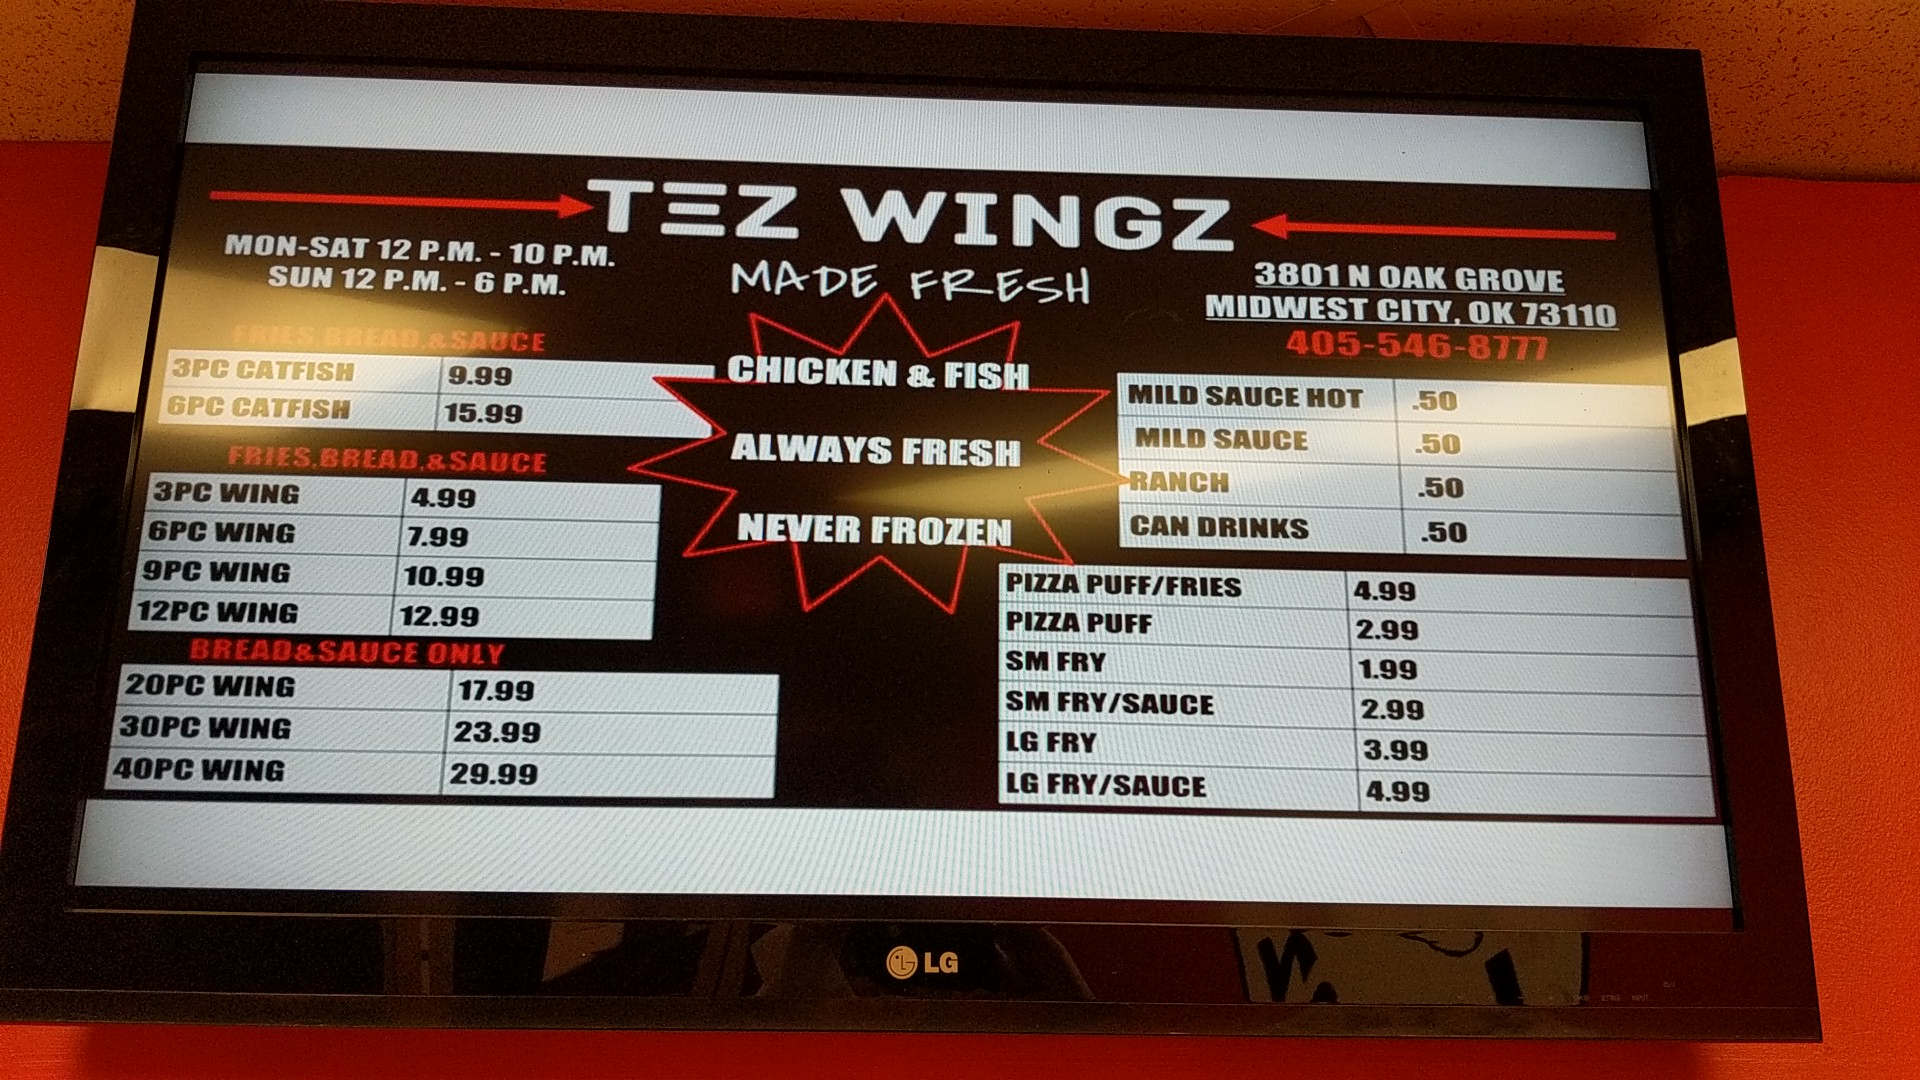 TEZ WINGZ
MADE FRESH
MON-SAT 12 P.M. - 10 P.M.
SUN 12 P.M. - 6 P.M.
3801 N OAK GROVE
MIDWEST CITY, OK 73110
405-546-8777
FRIES,BREAD,&SAUCE
3PC CATFISH 9.99
6PC CATFISH 15.99
FRIES,BREAD,&SAUCE
3PC WING 4.99
6PC WING 7.99
9PC WING 10.99
12PC WING 12.99
BREAD&SAUCE ONLY
20PC WING 17.99
30PC WING 23.99
40PC WING 29.99
CHICKEN & FISH
ALWAYS FRESH
NEVER FROZEN
MILD SAUCE HOT .50
MILD SAUCE .50
RANCH .50
CAN DRINKS .50
PIZZA PUFF/FRIES 4.99
PIZZA PUFF 2.99
SM FRY 1.99
SM FRY/SAUCE 2.99
LG FRY 3.99
LG FRY/SAUCE 4.99
LG